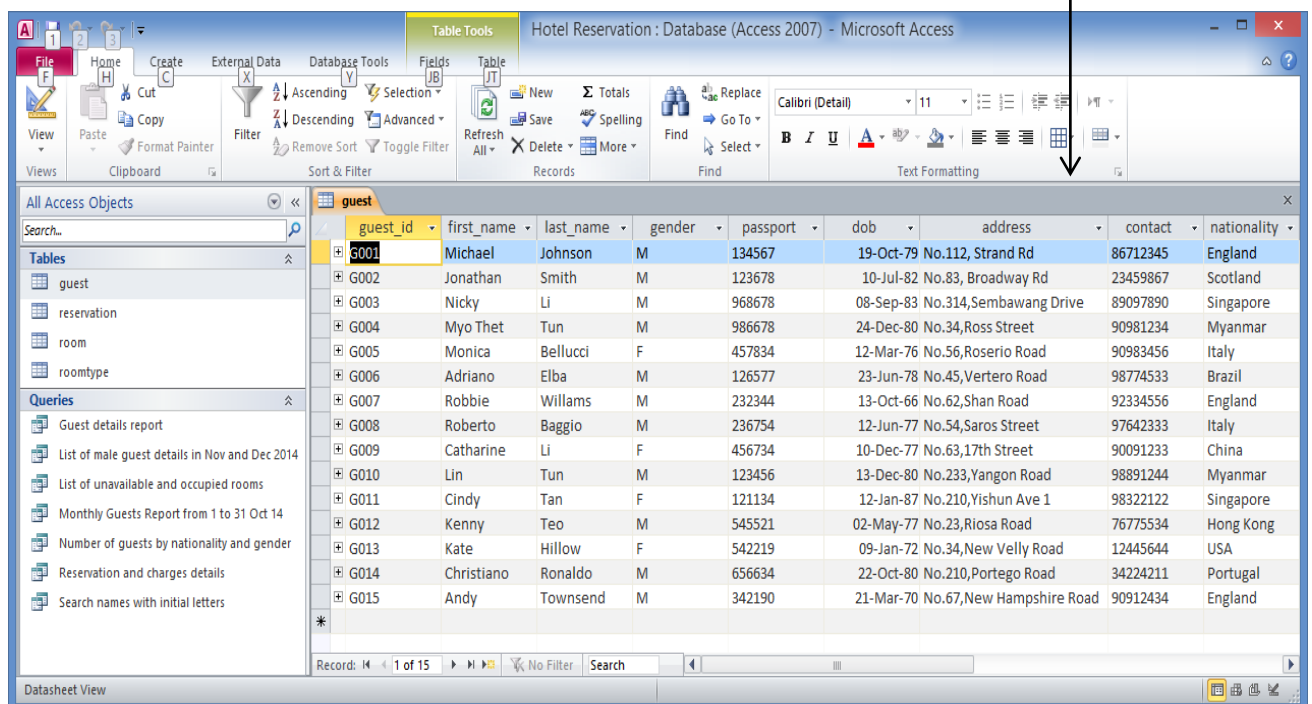 A 1 2 3 Table Tools Hotel Reservation : Database (Access 2007) - Microsoft Access
File Home Create External Data Database Tools Fields Table
F H C X Y JB JT
Cut Ascending Selection New Totals Replace Calibri (Detail) 11
Copy Descending Advanced Save Spelling Go To
View Paste Format Painter Filter Remove Sort Toggle Filter Refresh All Delete More Find Select B I U A
Views Clipboard Sort & Filter Records Find Text Formatting
All Access Objects
Search...
Tables
guest
reservation
room
roomtype
Queries
Guest details report
List of male guest details in Nov and Dec 2014
List of unavailable and occupied rooms
Monthly Guests Report from 1 to 31 Oct 14
Number of guests by nationality and gender
Reservation and charges details
Search names with initial letters
guest
guest_id first_name last_name gender passport dob address contact nationality
G001 Michael Johnson M 134567 19-Oct-79 No.112, Strand Rd 86712345 England
G002 Jonathan Smith M 123678 10-Jul-82 No.83, Broadway Rd 23459867 Scotland
G003 Nicky Li M 968678 08-Sep-83 No.314,Sembawang Drive 89097890 Singapore
G004 Myo Thet Tun M 986678 24-Dec-80 No.34,Ross Street 90981234 Myanmar
G005 Monica Bellucci F 457834 12-Mar-76 No.56,Roserio Road 90983456 Italy
G006 Adriano Elba M 126577 23-Jun-78 No.45,Vertero Road 98774533 Brazil
G007 Robbie Willams M 232344 13-Oct-66 No.62,Shan Road 92334556 England
G008 Roberto Baggio M 236754 12-Jun-77 No.54,Saros Street 97642333 Italy
G009 Catharine Li F 456734 10-Dec-77 No.63,17th Street 90091233 China
G010 Lin Tun M 123456 13-Dec-80 No.233,Yangon Road 98891244 Myanmar
G011 Cindy Tan F 121134 12-Jan-87 No.210,Yishun Ave 1 98322122 Singapore
G012 Kenny Teo M 545521 02-May-77 No.23,Riosa Road 76775534 Hong Kong
G013 Kate Hillow F 542219 09-Jan-72 No.34,New Velly Road 12445644 USA
G014 Christiano Ronaldo M 656634 22-Oct-80 No.210,Portego Road 34224211 Portugal
G015 Andy Townsend M 342190 21-Mar-70 No.67,New Hampshire Road 90912434 England
Record: 1 of 15 No Filter Search
Datasheet View